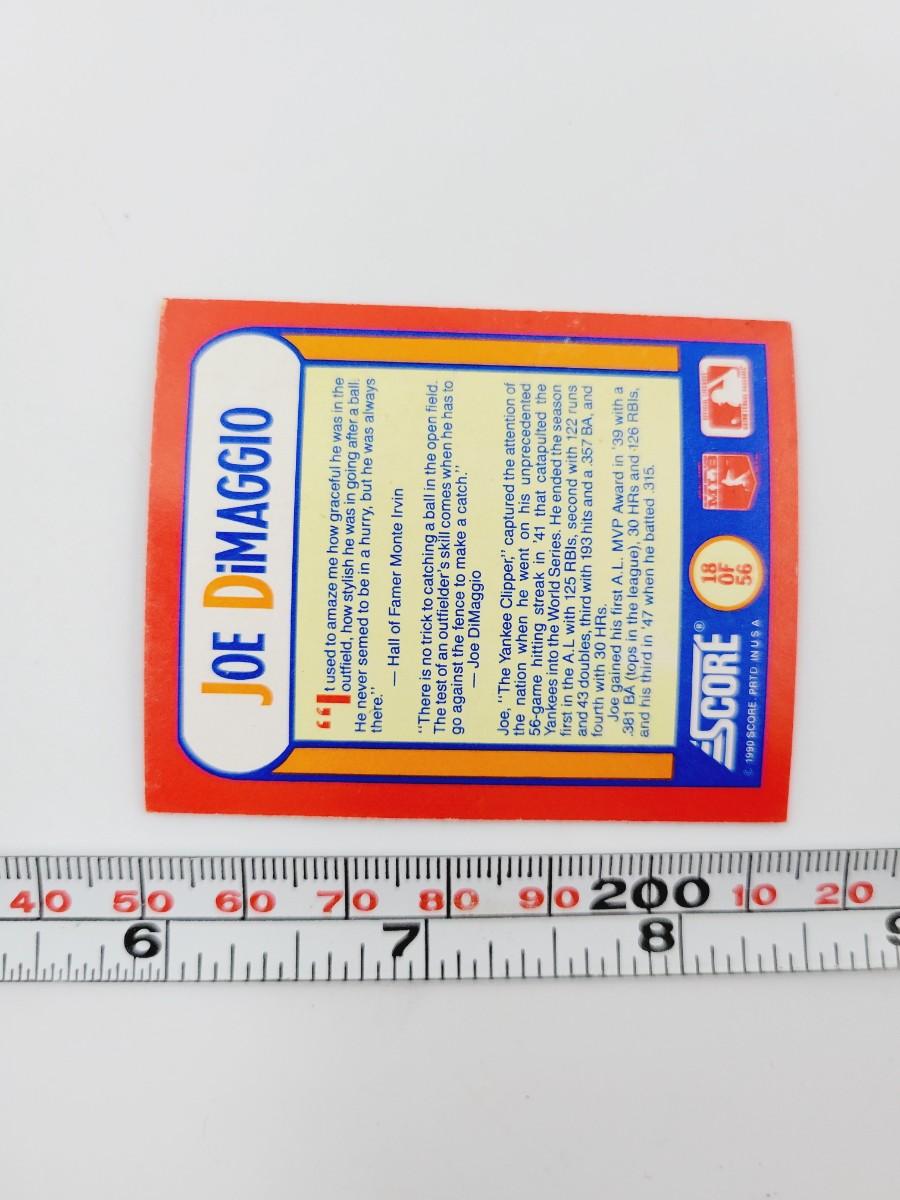 JOE DiMAGGIO
“It used to amaze me how graceful he was in the
outfield, how stylish he was in going after a ball.
He never semed to be in a hurry, but he was always
there.”
— Hall of Famer Monte Irvin
“There is no trick to catching a ball in the open field.
The test of an outfielder's skill comes when he has to
go against the fence to make a catch.”
— Joe DiMaggio
Joe, “The Yankee Clipper,” captured the attention of
the nation when he went on his unprecedented
56-game hitting streak in '41 that catapulted the
Yankees into the World Series. He ended the season
first in the A.L with 125 RBIs, second with 122 runs
and 43 doubles, third with 193 hits and a .357 BA, and
fourth with 30 HRs.
Joe gained his first A.L. MVP Award in '39 with a
.381 BA (tops in the league), 30 HRs and 126 RBIs,
and his third in '47 when he batted .315.
SCORE®
18
OF
56
© 1990 SCORE, PRTD IN USA
40 50 60 70 80 90 200 10 20
6 7 8 9